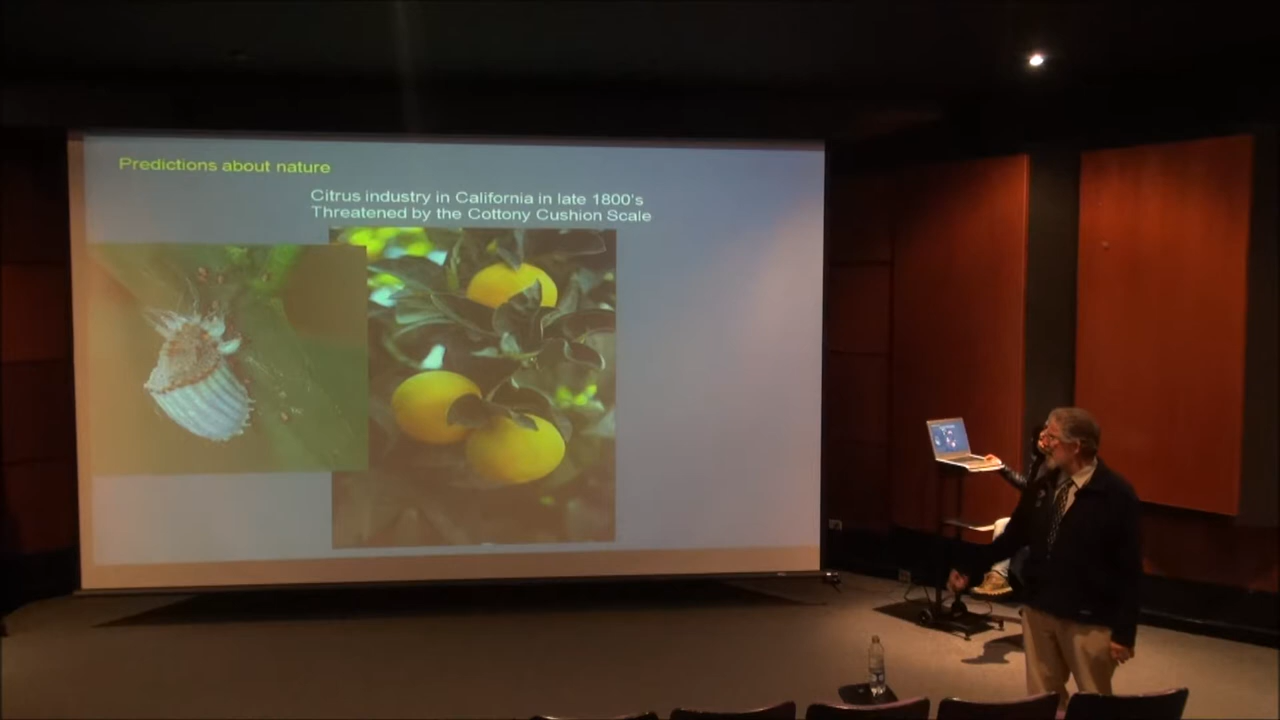 Predictions about nature
Citrus industry in California in late 1800's
Threatened by the Cottony Cushion Scale